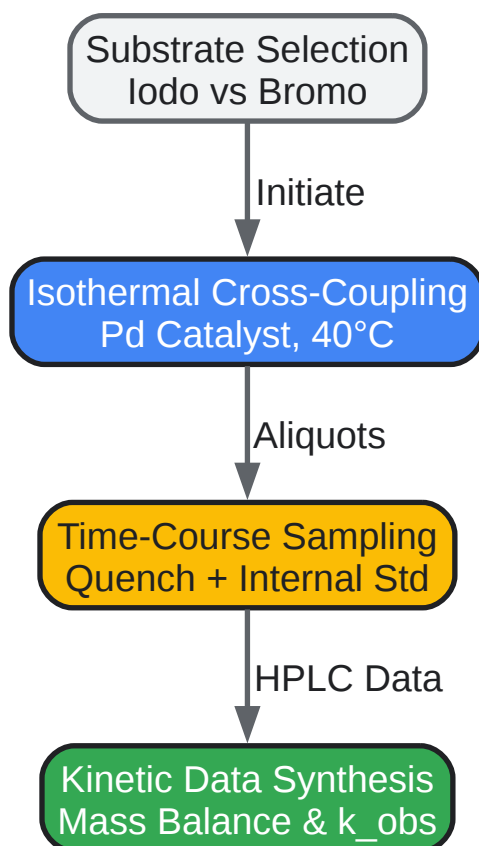 Substrate Selection
Iodo vs Bromo
Initiate
Isothermal Cross-Coupling
Pd Catalyst, 40°C
Aliquots
Time-Course Sampling
Quench + Internal Std
HPLC Data
Kinetic Data Synthesis
Mass Balance & k_obs